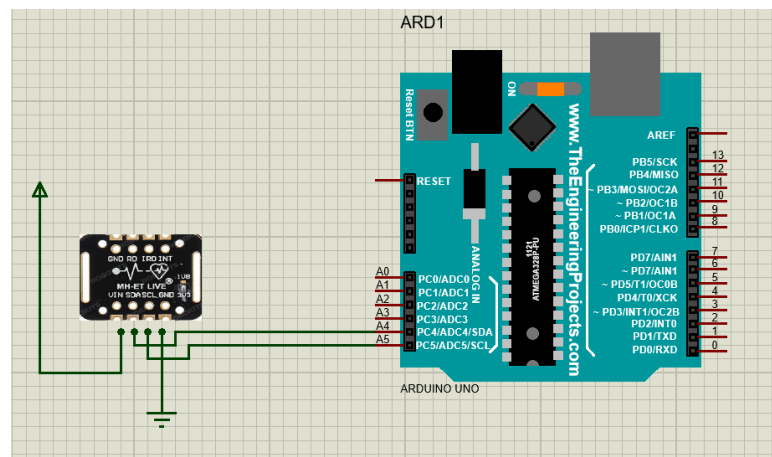 ARD1
Reset BTN
ON
www.TheEngineeringProjects.com
ANALOG IN
1121
ATMEGA328P-PU
RESET
A0 PC0/ADC0
A1 PC1/ADC1
A2 PC2/ADC2
A3 PC3/ADC3
A4 PC4/ADC4/SDA
A5 PC5/ADC5/SCL
AREF
PB5/SCK 13
PB4/MISO 12
~ PB3/MOSI/OC2A 11
~ PB2/OC1B 10
~ PB1/OC1A 9
PB0/ICP1/CLKO 8
PD7/AIN1 7
~ PD7/AIN1 6
~ PD5/T1/OC0B 5
PD4/T0/XCK 4
~ PD3/INT1/OC2B 3
PD2/INT0 2
PD1/TXD 1
PD0/RXD 0
ARDUINO UNO
GND RD IRD INT
1V8
MH-ET LIVE
3V3
VIN SDA SCL GND